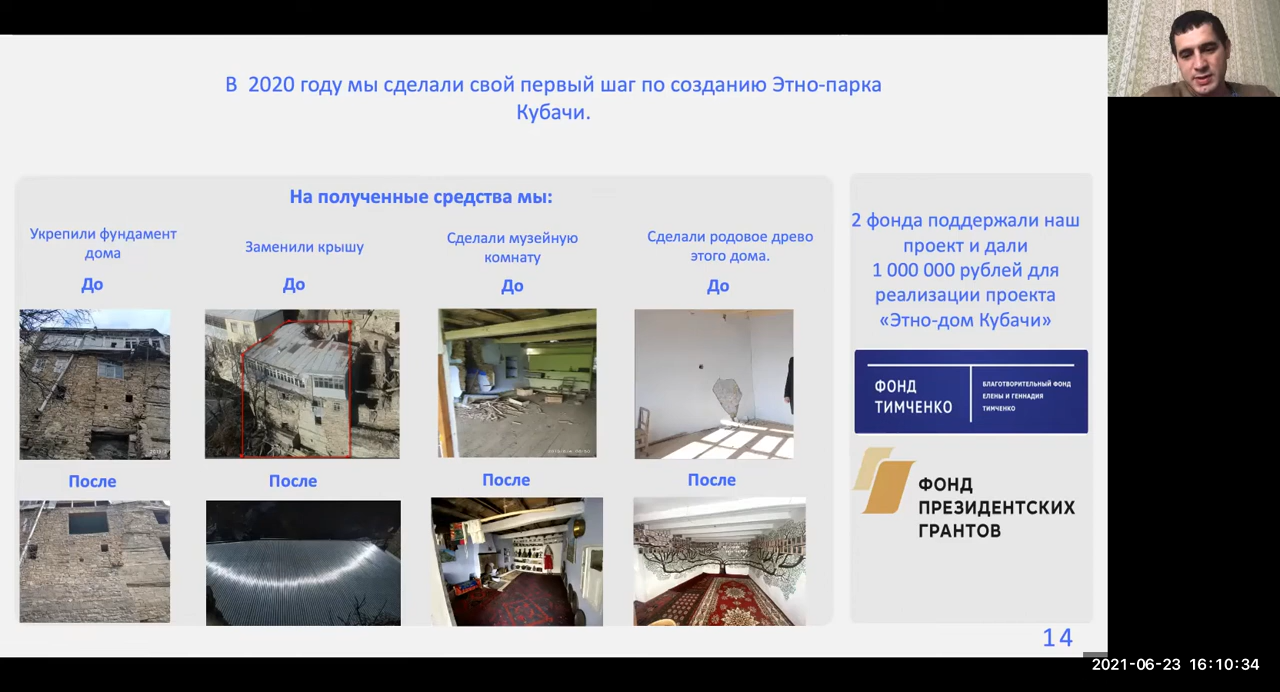 В 2020 году мы сделали свой первый шаг по созданию Этно-парка
Кубачи.
На полученные средства мы:
Укрепили фундамент
дома
До
После
Заменили крышу
До
После
Сделали музейную
комнату
До
После
Сделали родовое древо
этого дома.
До
После
2 фонда поддержали наш
проект и дали
1 000 000 рублей для
реализации проекта
«Этно-дом Кубачи»
ФОНД
ТИМЧЕНКО
БЛАГОТВОРИТЕЛЬНЫЙ ФОНД
ЕЛЕНЫ И ГЕННАДИЯ
ТИМЧЕНКО
ФОНД
ПРЕЗИДЕНТСКИХ
ГРАНТОВ
14
2021-06-23 16:10:34